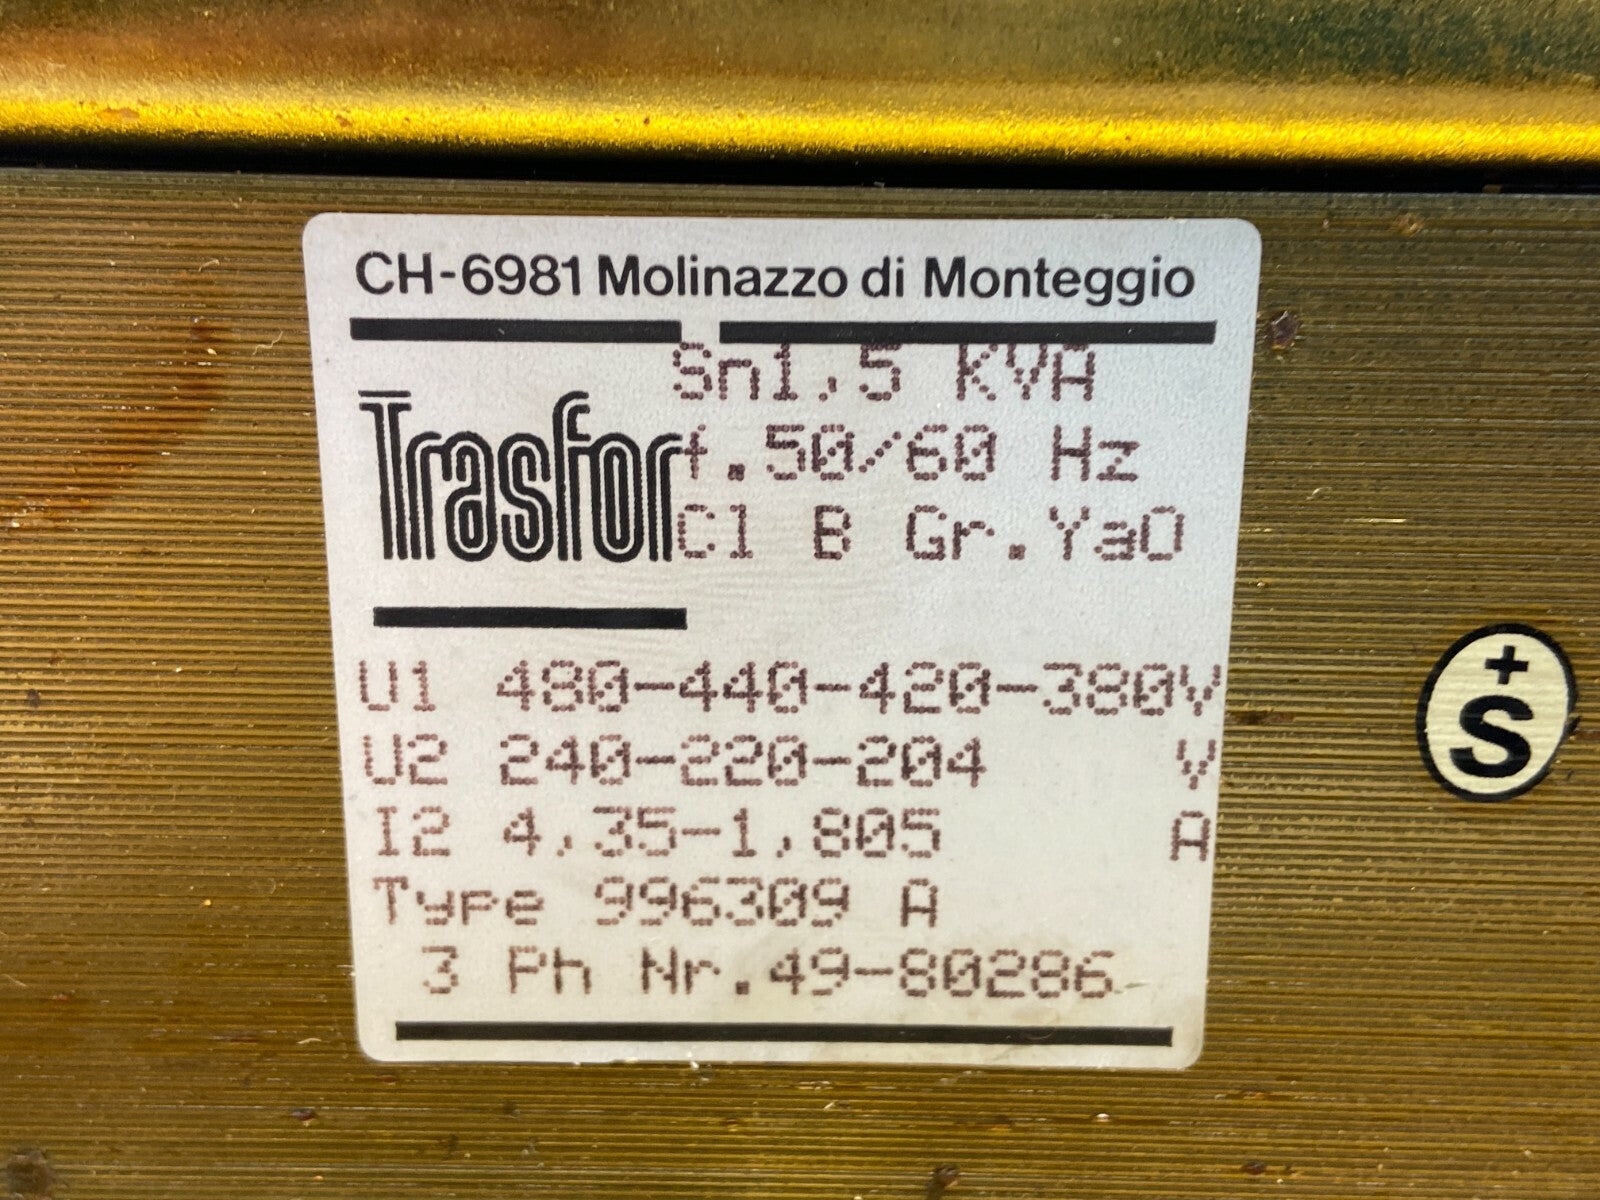 CH-6981 Molinazzo di Monteggio
Trasfor
Sn1,5 KVA
f.50/60 Hz
Cl B Gr.YaO
U1 480-440-420-380V
U2 240-220-204 V
I2 4,35-1,805 A
Type 996309 A
3 Ph Nr.49-80286
+
S